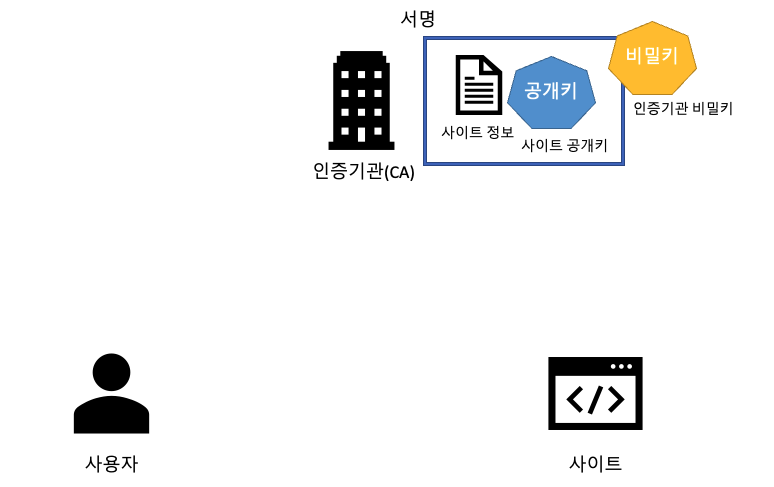 서명
비밀키
공개키
인증기관 비밀키
사이트 정보
사이트 공개키
인증기관(CA)
</>
사용자
사이트